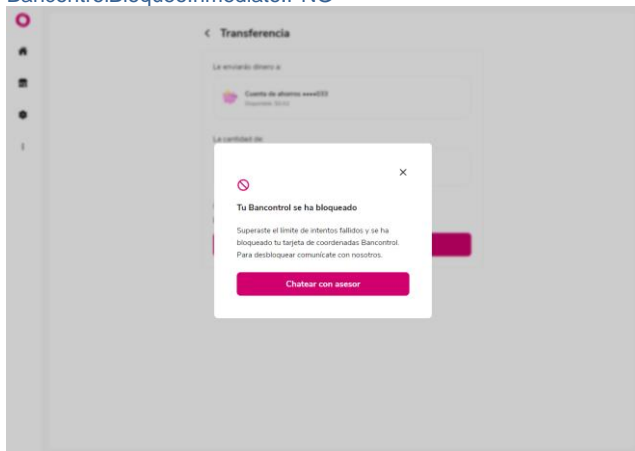 Bancontrol.BloqueoInmediato.PNG
Transferencia
Le enviarás dinero a:
Cuenta de ahorros ••••033
La cantidad de:
Tu Bancontrol se ha bloqueado
Superaste el límite de intentos fallidos y se ha
bloqueado tu tarjeta de coordenadas Bancontrol.
Para desbloquear comunícate con nosotros.
Chatear con asesor